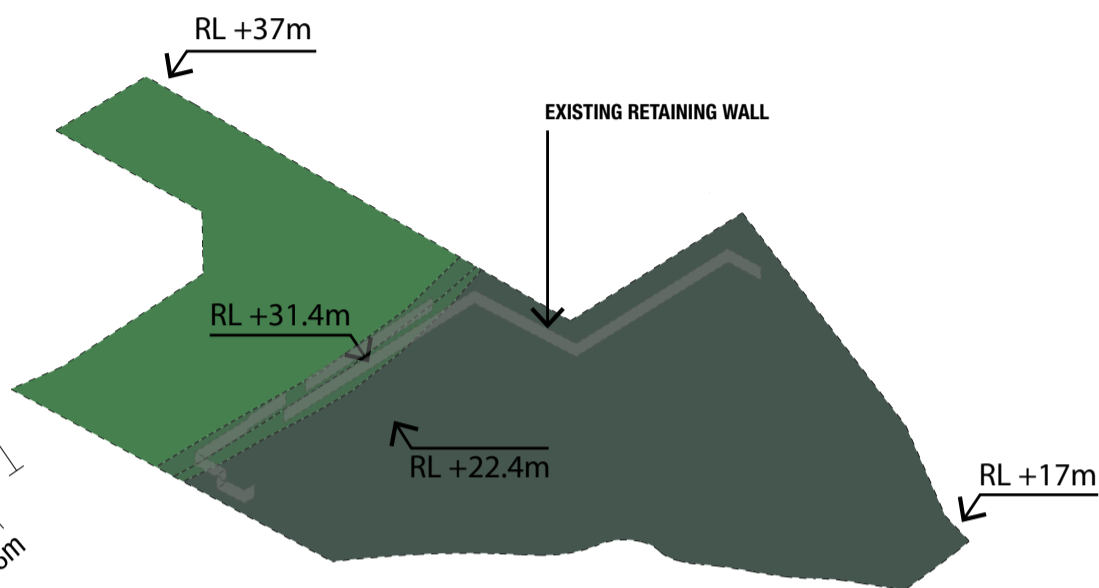 RL +37m
EXISTING RETAINING WALL
RL +31.4m
RL +22.4m
RL +17m